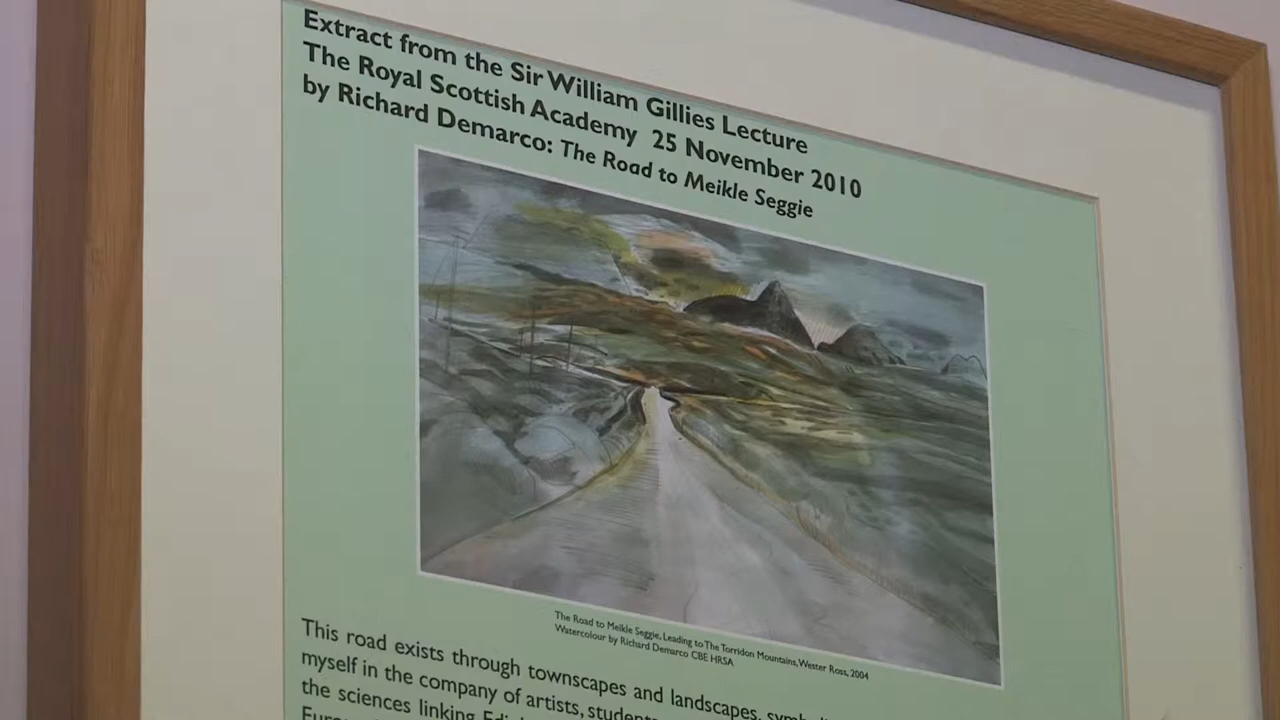 Extract from the Sir William Gillies Lecture
The Royal Scottish Academy 25 November 2010
by Richard Demarco: The Road to Meikle Seggie
The Road to Meikle Seggie, Leading to The Torridon Mountains, Wester Ross, 2004
Watercolour by Richard Demarco CBE HRSA
This road exists through townscapes and landscapes,
myself in the company of artists,
the sciences linking